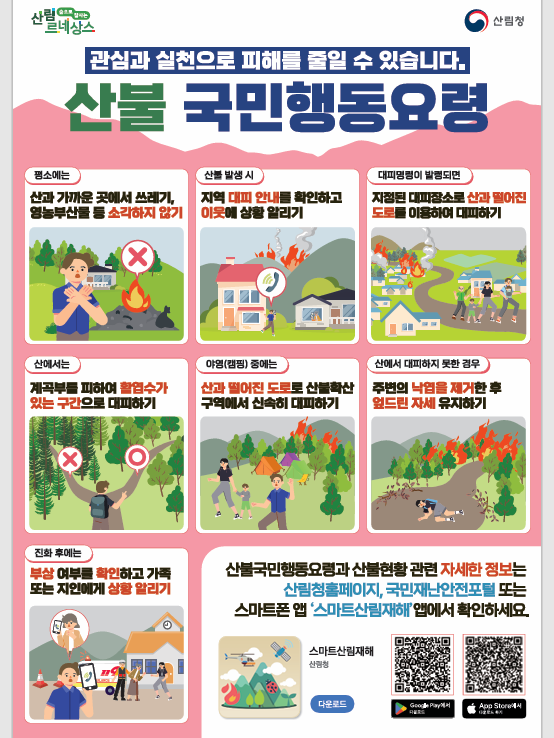 산림 숲으로 잘사는
르네상스
산림청
관심과 실천으로 피해를 줄일 수 있습니다.
산불 국민행동요령
평소에는
산과 가까운 곳에서 쓰레기,
영농부산물 등 소각하지 않기
산불 발생 시
지역 대피 안내를 확인하고
이웃에 상황 알리기
대피명령이 발령되면
지정된 대피장소로 산과 떨어진
도로를 이용하여 대피하기
산에서는
계곡부를 피하여 활엽수가
있는 구간으로 대피하기
야영(캠핑) 중에는
산과 떨어진 도로로 산불확산
구역에서 신속히 대피하기
산에서 대피하지 못한 경우
주변의 낙엽을 제거한 후
엎드린 자세 유지하기
진화 후에는
부상 여부를 확인하고 가족
또는 지인에게 상황 알리기
119
산불국민행동요령과 산불현황 관련 자세한 정보는
산림청홈페이지, 국민재난안전포털 또는
스마트폰 앱 '스마트산림재해'앱에서 확인하세요.
스마트산림재해
산림청
다운로드
Google Play에서
다운로드
App Store에서
다운로드 하기